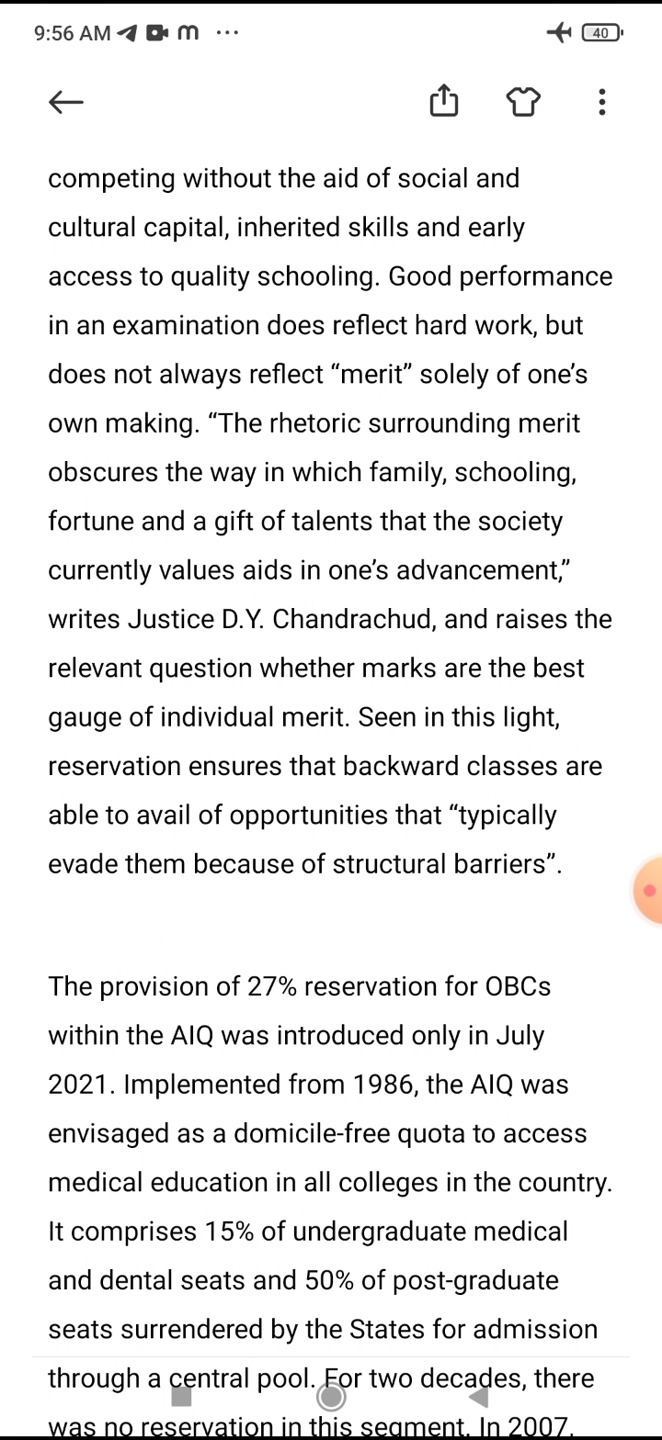 9:56 AM m ...
40
competing without the aid of social and
cultural capital, inherited skills and early
access to quality schooling. Good performance
in an examination does reflect hard work, but
does not always reflect “merit” solely of one’s
own making. “The rhetoric surrounding merit
obscures the way in which family, schooling,
fortune and a gift of talents that the society
currently values aids in one’s advancement,”
writes Justice D.Y. Chandrachud, and raises the
relevant question whether marks are the best
gauge of individual merit. Seen in this light,
reservation ensures that backward classes are
able to avail of opportunities that “typically
evade them because of structural barriers”.
The provision of 27% reservation for OBCs
within the AIQ was introduced only in July
2021. Implemented from 1986, the AIQ was
envisaged as a domicile-free quota to access
medical education in all colleges in the country.
It comprises 15% of undergraduate medical
and dental seats and 50% of post-graduate
seats surrendered by the States for admission
through a central pool. For two decades, there
was no reservation in this segment. In 2007,